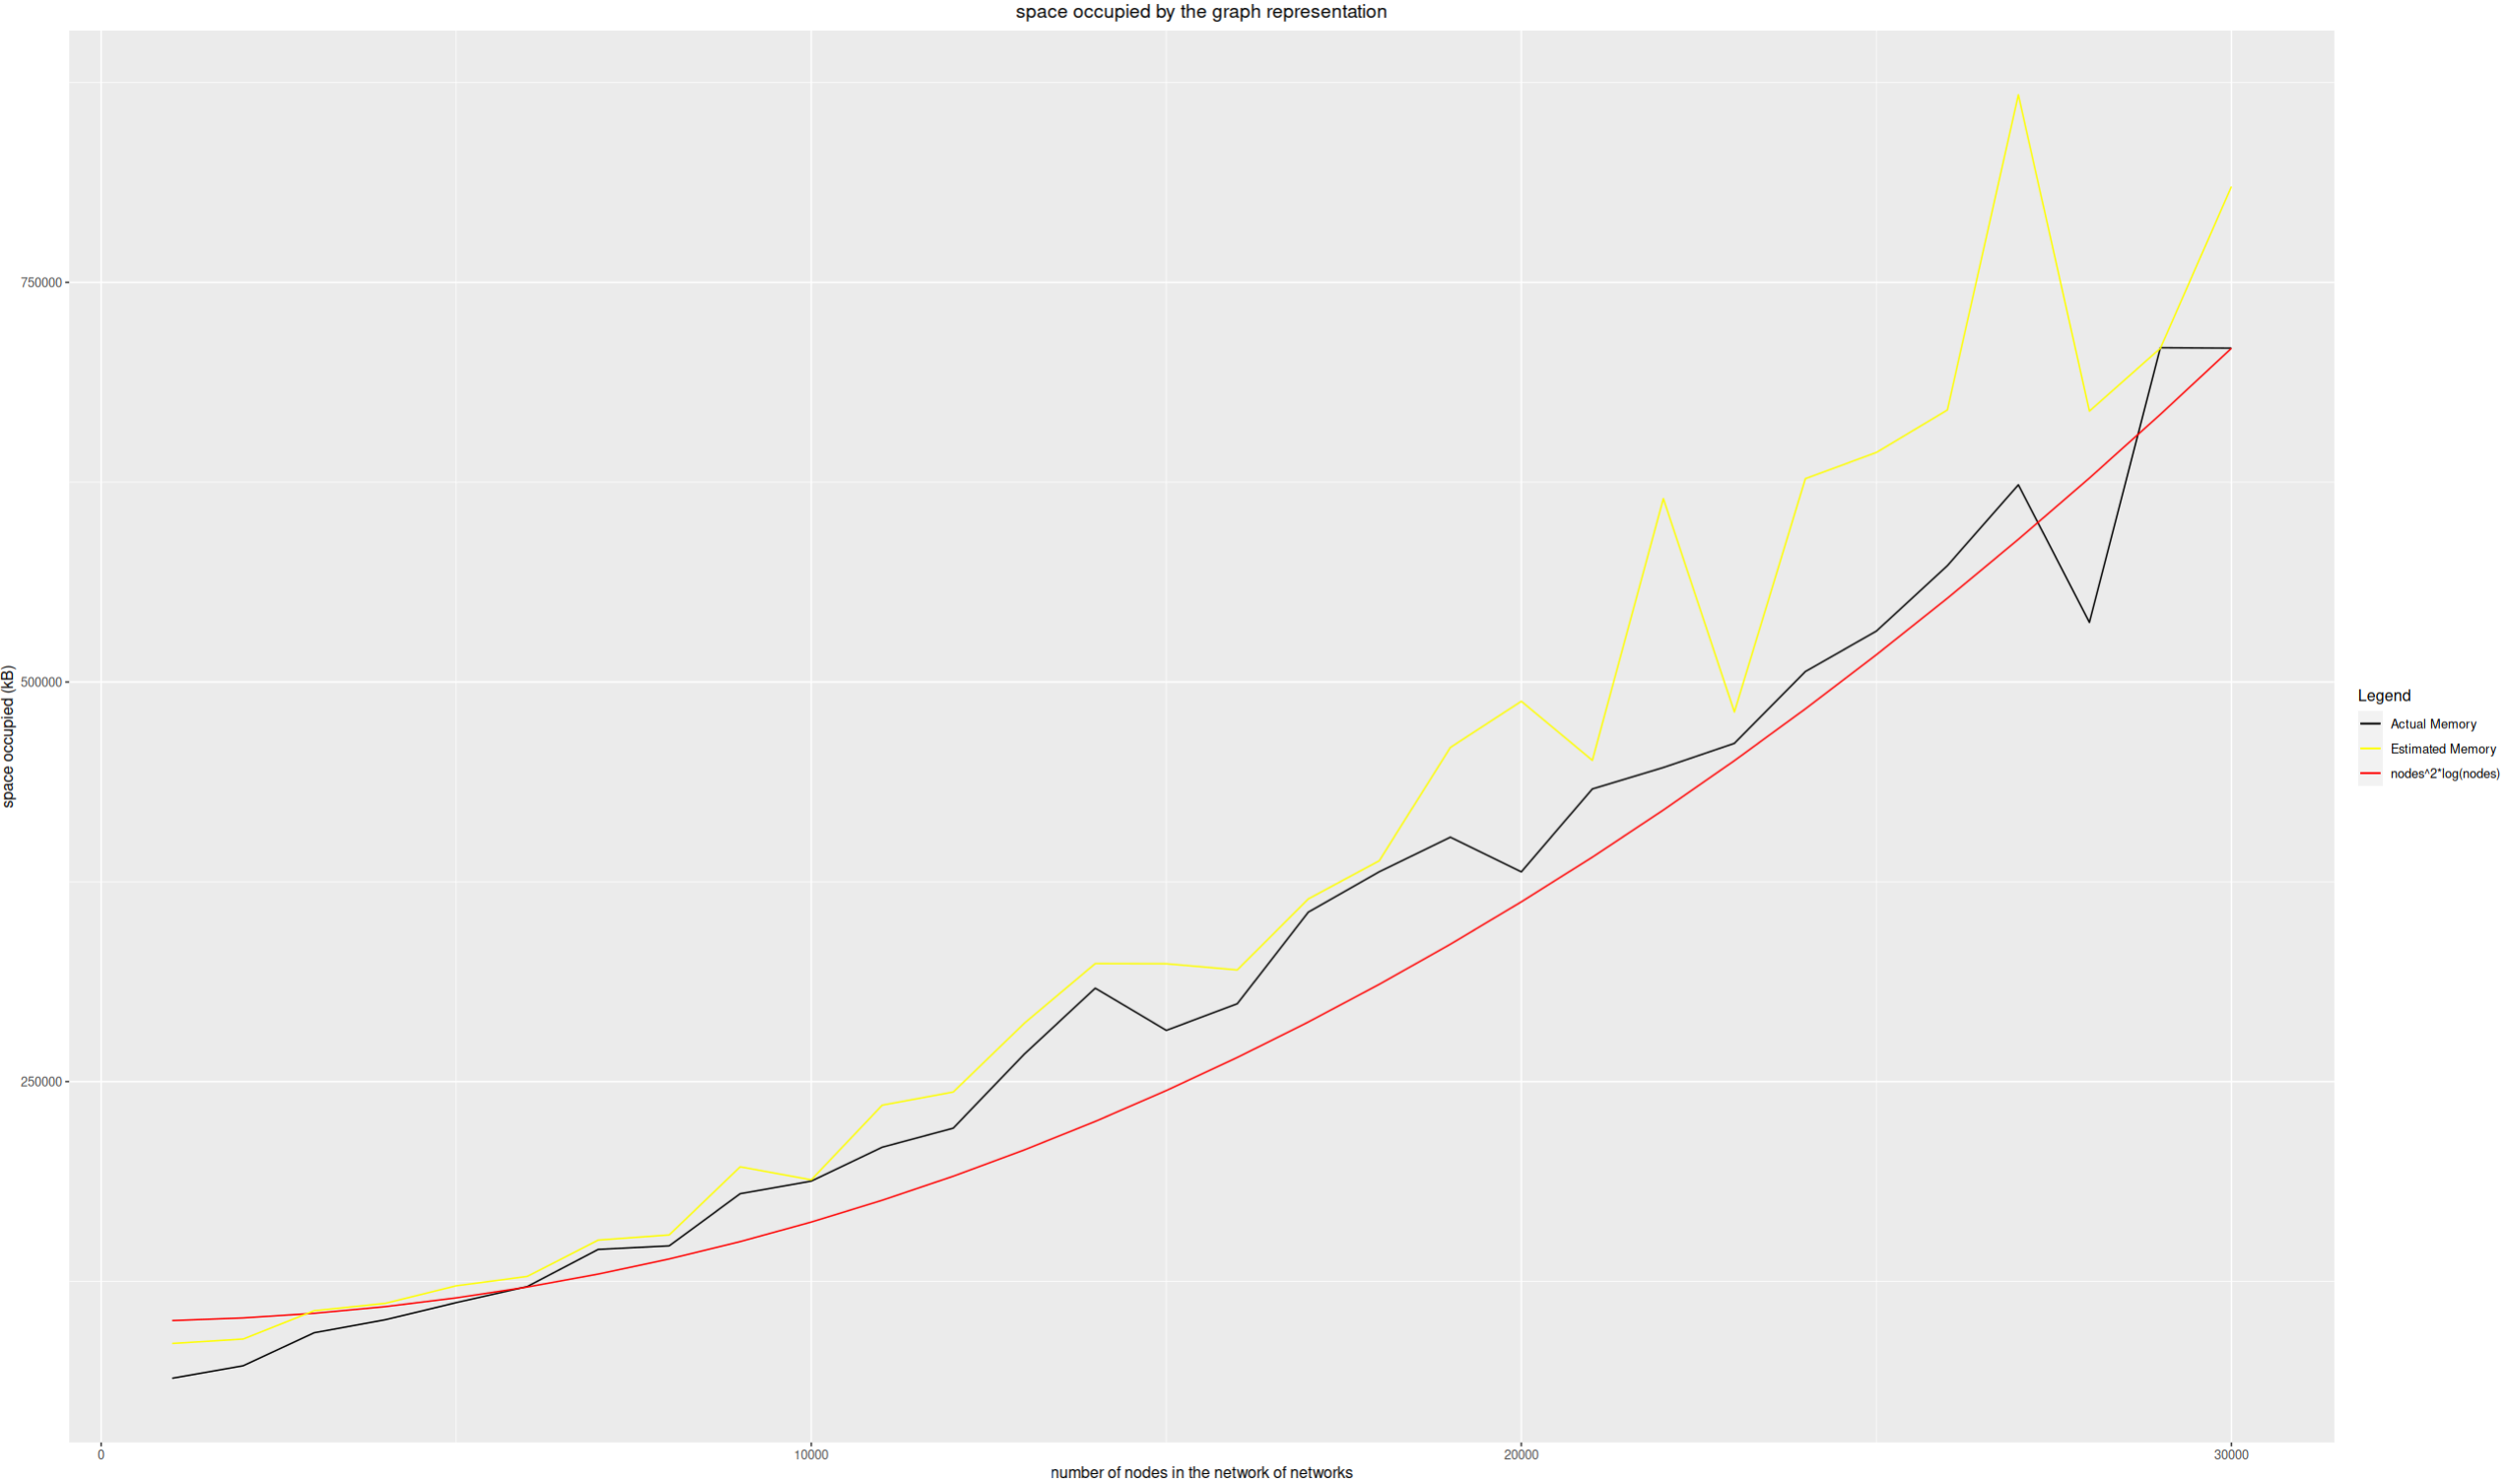 space occupied by the graph representation
750000
500000
250000
space occupied (kB)
0
10000
20000
30000
number of nodes in the network of networks
Legend
Actual Memory
Estimated Memory
nodes^2*log(nodes)